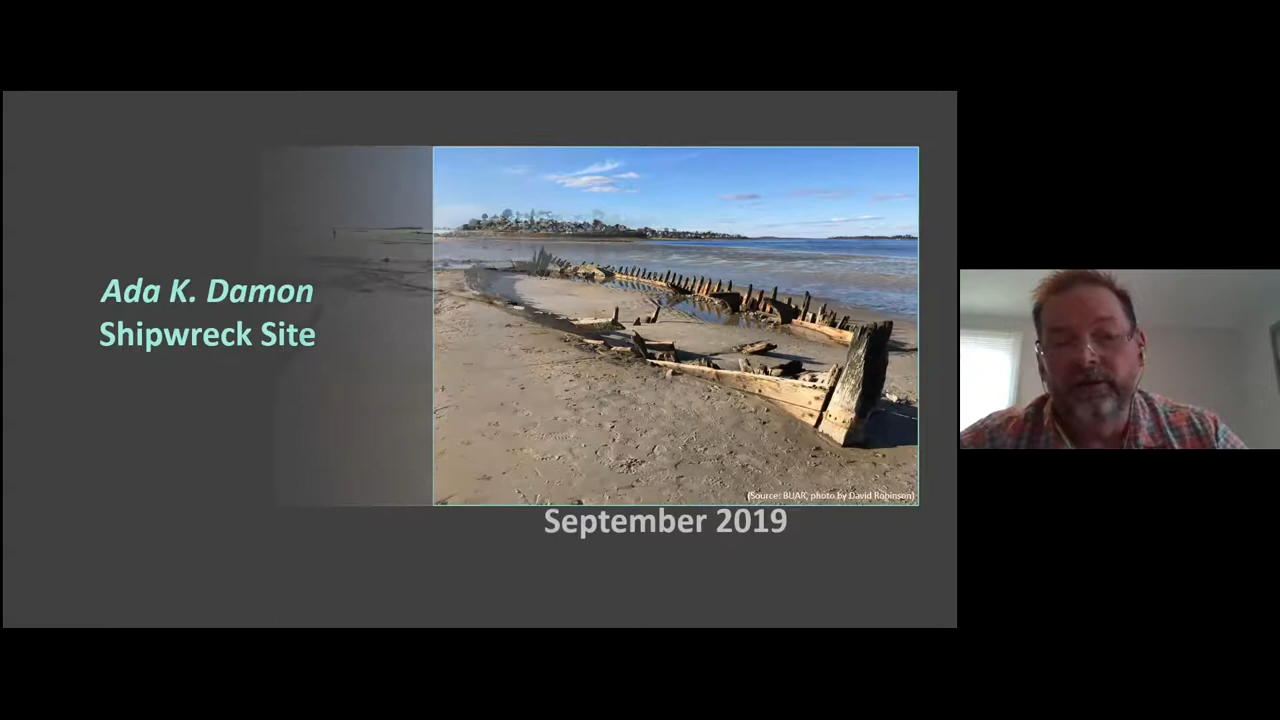 Ada K. Damon
Shipwreck Site
(Source: BUAR, photo by David Robinson)
September 2019